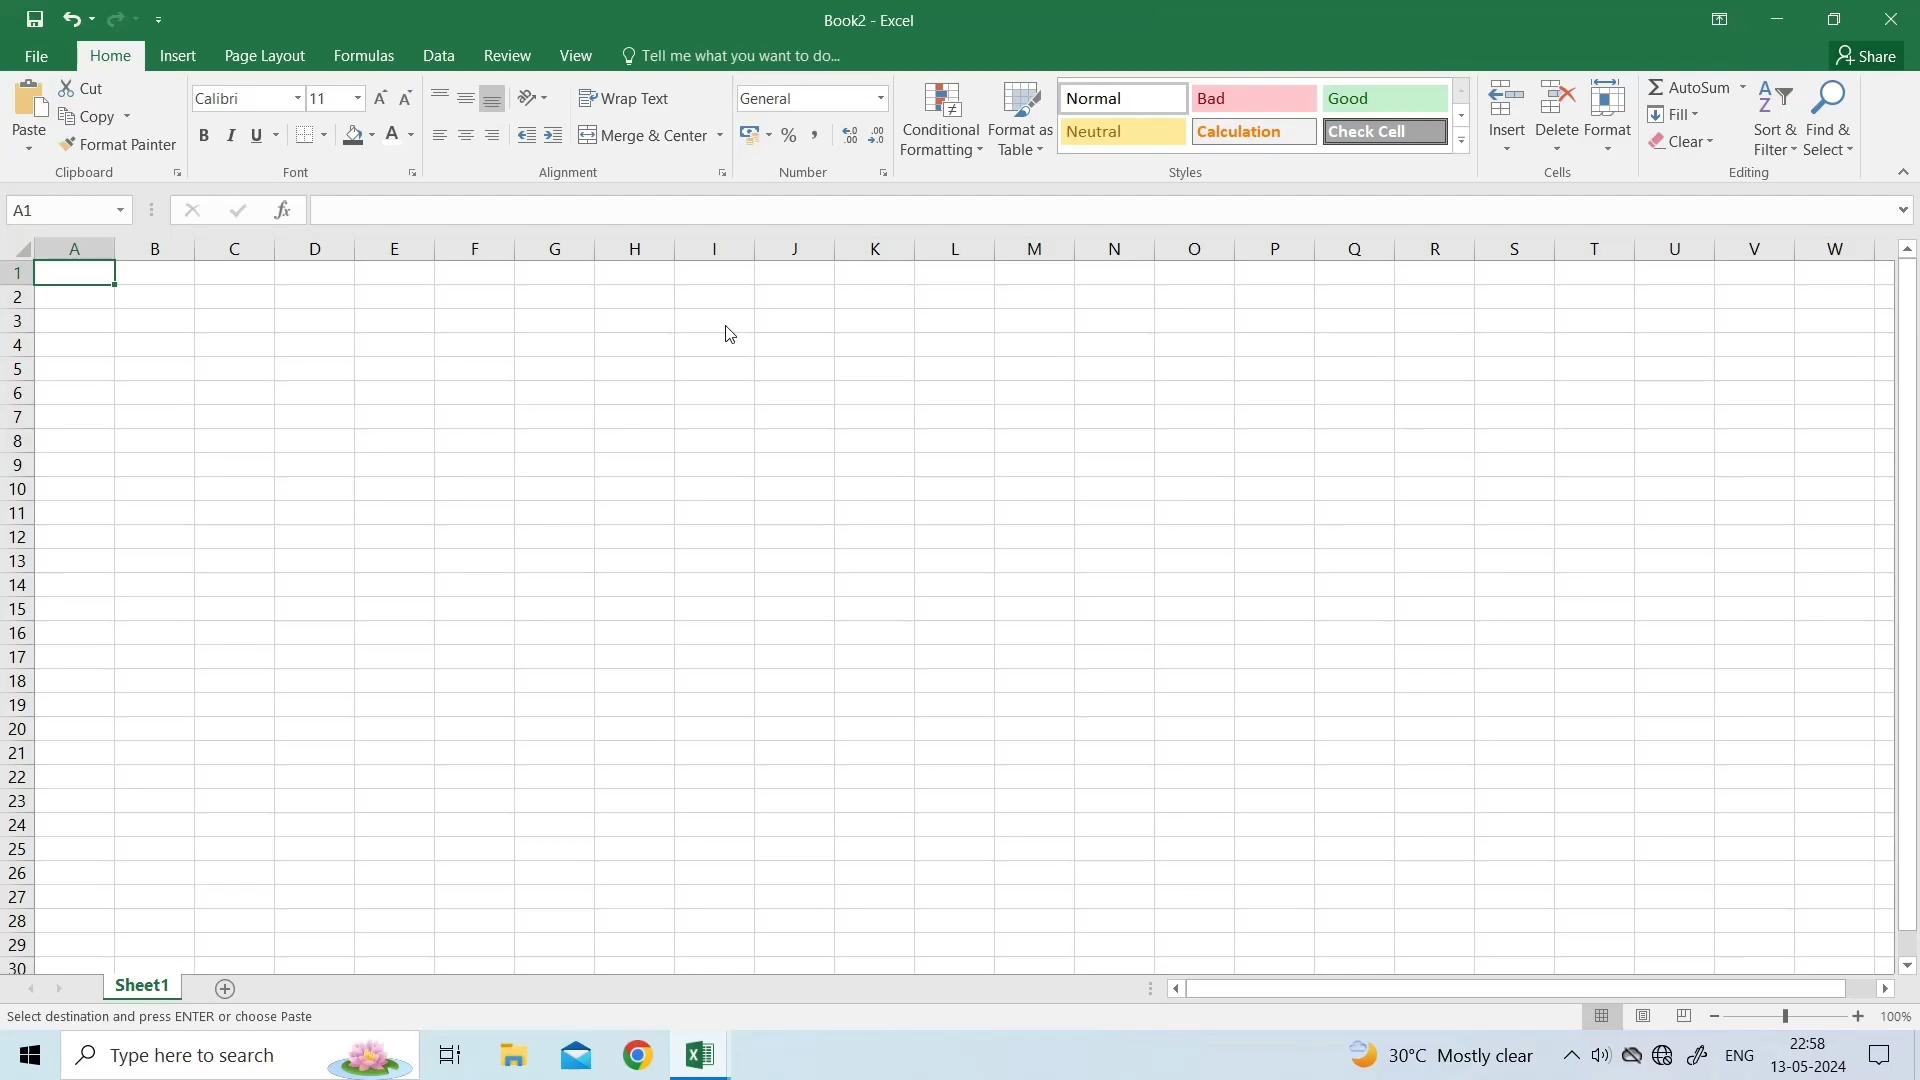 Book2 - Excel
File Home Insert Page Layout Formulas Data Review View Tell me what you want to do... Share
Paste
Cut
Copy
Format Painter
Clipboard
Calibri 11 A A
B I U A
Font
Wrap Text
Merge & Center
Alignment
General
% ,
Number
Conditional Formatting
Format as Table
Normal Bad Good
Neutral Calculation Check Cell
Styles
Insert Delete Format
Cells
AutoSum
Fill
Clear
Sort & Filter
Find & Select
Editing
A1 fx
A B C D E F G H I J K L M N O P Q R S T U V W
1
2
3
4
5
6
7
8
9
10
11
12
13
14
15
16
17
18
19
20
21
22
23
24
25
26
27
28
29
30
Sheet1
Select destination and press ENTER or choose Paste 100%
Type here to search 30°C Mostly clear ENG 22:58
13-05-2024